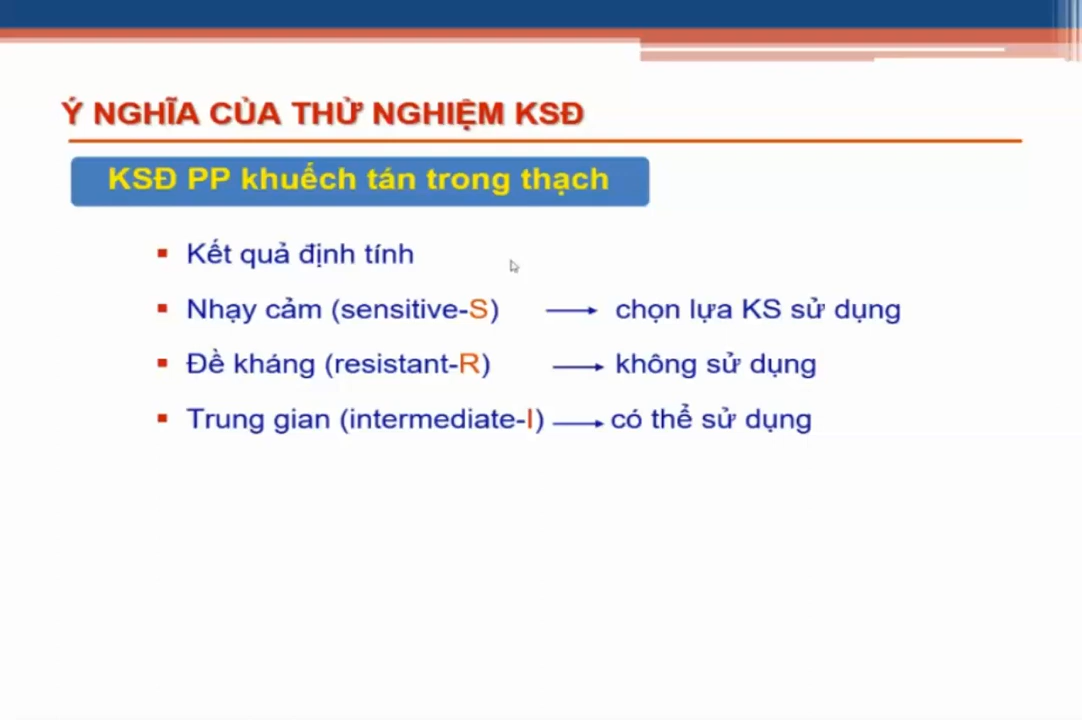 Ý NGHĨA CỦA THỬ NGHIỆM KSĐ
KSĐ PP khuếch tán trong thạch
▪ Kết quả định tính
▪ Nhạy cảm (sensitive-S) → chọn lựa KS sử dụng
▪ Đề kháng (resistant-R) → không sử dụng
▪ Trung gian (intermediate-I) → có thể sử dụng